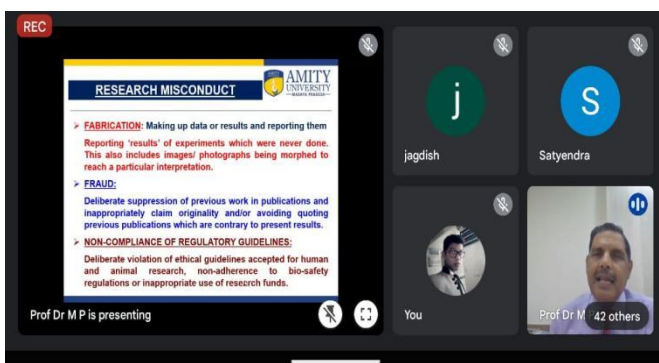 REC
AMITY
UNIVERSITY
MADHYA PRADESH
RESEARCH MISCONDUCT
➢ FABRICATION: Making up data or results and reporting them
Reporting 'results' of experiments which were never done.
This also includes images/ photographs being morphed to
reach a particular interpretation.
➢ FRAUD:
Deliberate suppression of previous work in publications and
inappropriately claim originality and/or avoiding quoting
previous publications which are contrary to present results.
➢ NON-COMPLIANCE OF REGULATORY GUIDELINES:
Deliberate violation of ethical guidelines accepted for human
and animal research, non-adherence to bio-safety
regulations or inappropriate use of research funds.
Prof Dr M P is presenting
j
jagdish
S
Satyendra
You
Prof Dr M
42 others